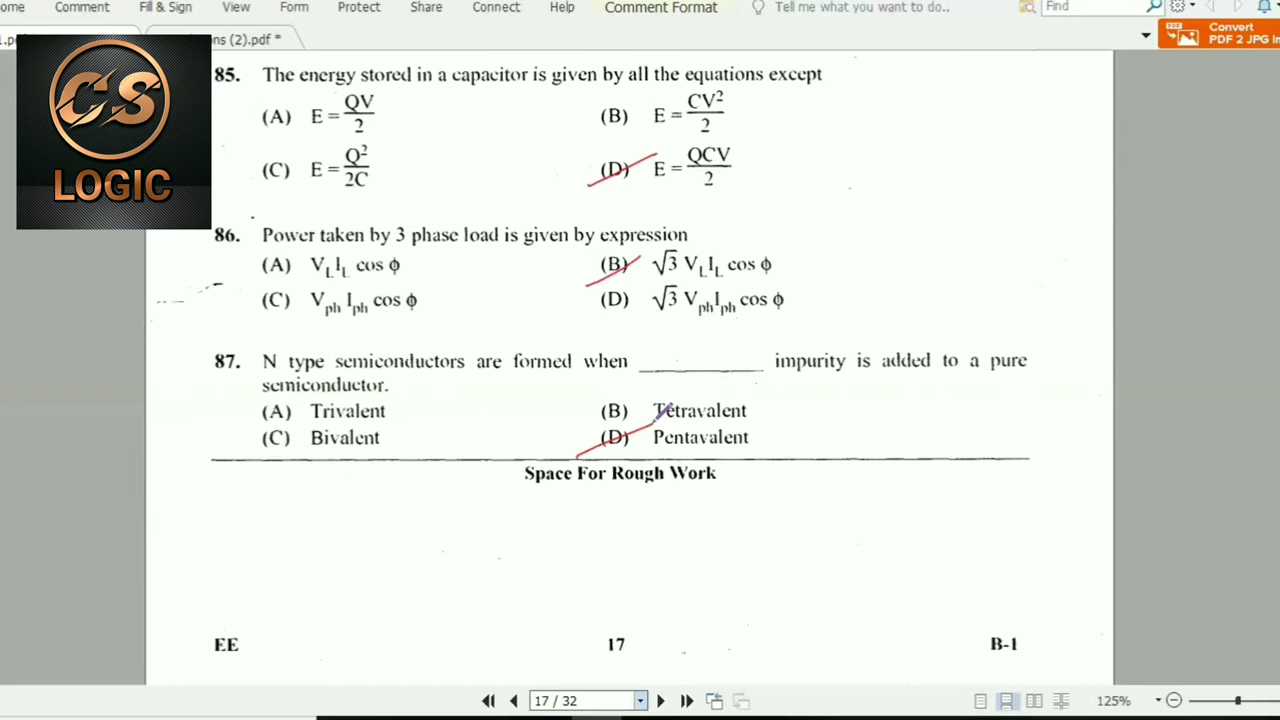 ome Comment Fill & Sign View Form Protect Share Connect Help Comment Format Tell me what you want to do.. Find
1.p ons (2).pdf * Convert
PDF 2 JPG In
CS
LOGIC
85. The energy stored in a capacitor is given by all the equations except
(A) E = QV/2 (B) E = CV²/2
(C) E = Q²/2C (D) E = QCV/2
86. Power taken by 3 phase load is given by expression
(A) V_L I_L cos ϕ (B) √3 V_L I_L cos ϕ
(C) V_ph I_ph cos ϕ (D) √3 V_ph I_ph cos ϕ
87. N type semiconductors are formed when ____________ impurity is added to a pure
semiconductor.
(A) Trivalent (B) Tetravalent
(C) Bivalent (D) Pentavalent
Space For Rough Work
EE 17 B-1
17 / 32 125%